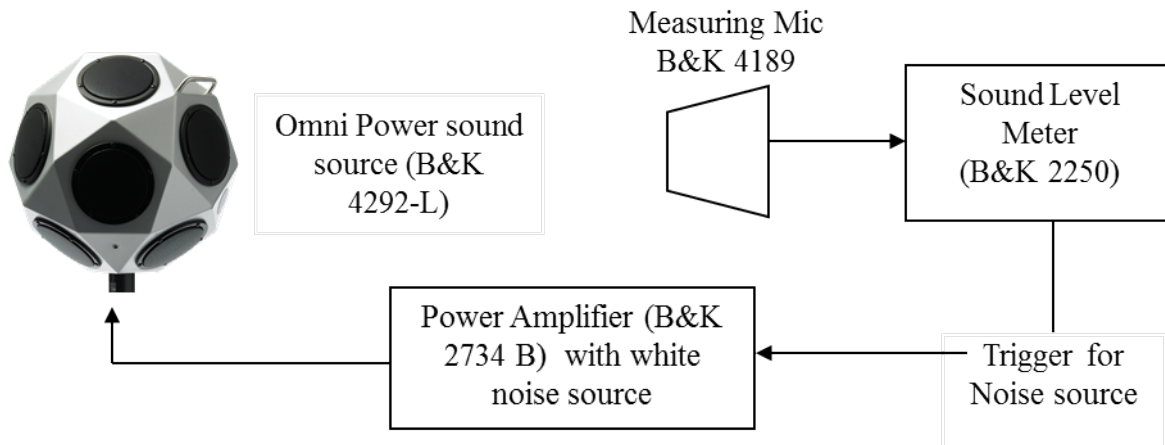 Measuring Mic
B&K 4189
Omni Power sound
source (B&K
4292-L)
Sound Level
Meter
(B&K 2250)
Power Amplifier (B&K
2734 B) with white
noise source
Trigger for
Noise source